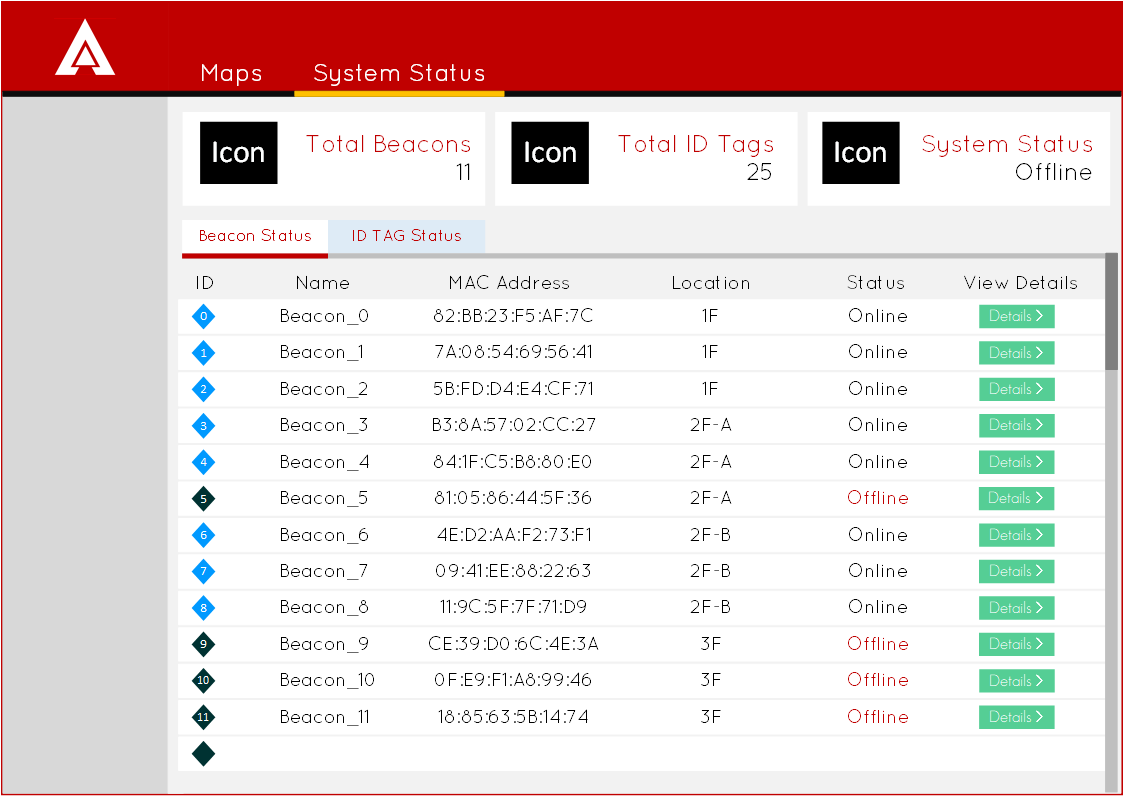 Maps System Status
Icon Total Beacons 11
Icon Total ID Tags 25
Icon System Status Offline
Beacon Status ID TAG Status
ID Name MAC Address Location Status View Details
0 Beacon_0 82:BB:23:F5:AF:7C 1F Online Details >
1 Beacon_1 7A:08:54:69:56:41 1F Online Details >
2 Beacon_2 5B:FD:D4:E4:CF:71 1F Online Details >
3 Beacon_3 B3:8A:57:02:CC:27 2F-A Online Details >
4 Beacon_4 84:1F:C5:B8:80:E0 2F-A Online Details >
5 Beacon_5 81:05:86:44:5F:36 2F-A Offline Details >
6 Beacon_6 4E:D2:AA:F2:73:F1 2F-B Online Details >
7 Beacon_7 09:41:EE:88:22:63 2F-B Online Details >
8 Beacon_8 11:9C:5F:7F:71:D9 2F-B Online Details >
9 Beacon_9 CE:39:D0:6C:4E:3A 3F Offline Details >
10 Beacon_10 0F:E9:F1:A8:99:46 3F Offline Details >
11 Beacon_11 18:85:63:5B:14:74 3F Offline Details >